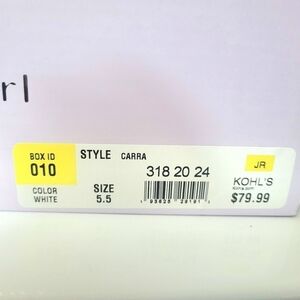 rl
BOX ID
010
STYLE CARRA
318 20 24
JR
COLOR
WHITE
SIZE
5.5
KOHL'S
$79.99